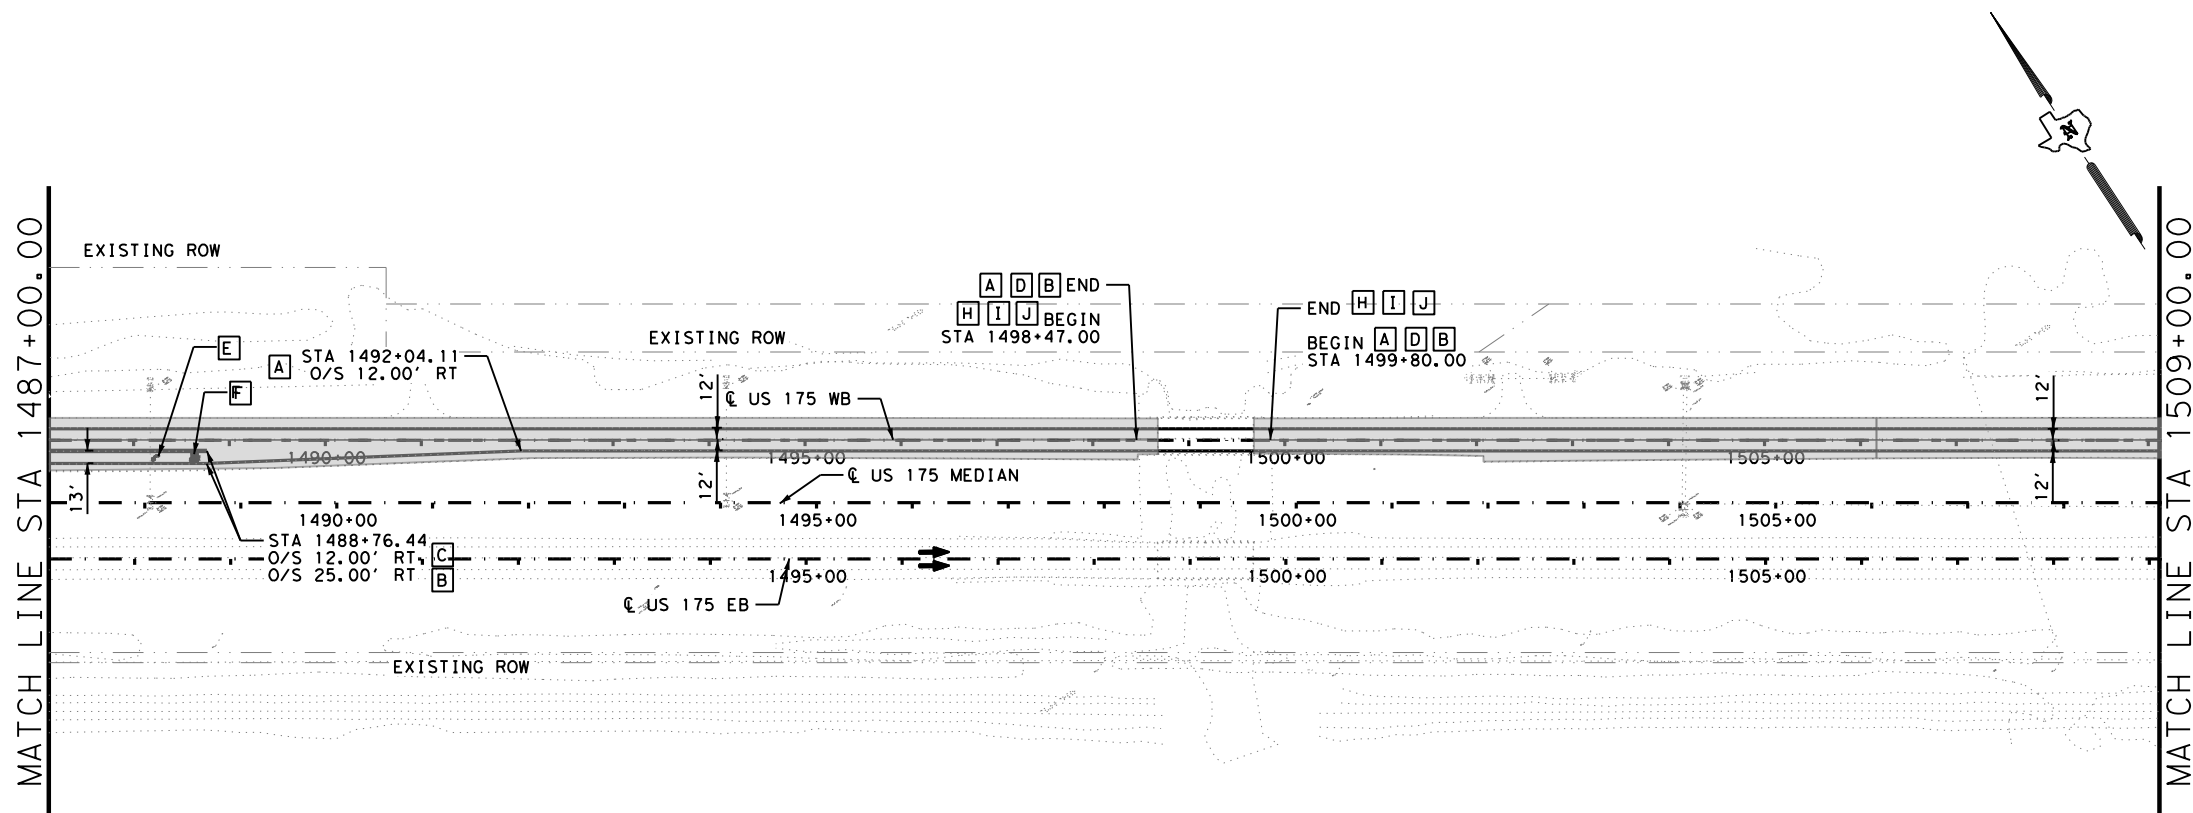 MATCH LINE STA 1487+00.00
EXISTING ROW
E
F
A
STA 1492+04.11
O/S 12.00' RT
EXISTING ROW
A D B END
H I J BEGIN
STA 1498+47.00
END H I J
BEGIN A D B
STA 1499+80.00
12'
12'
℄ US 175 WB
12'
12'
13'
1490+00
1495+00
1500+00
1505+00
℄ US 175 MEDIAN
1490+00
1495+00
1500+00
1505+00
STA 1488+76.44
O/S 12.00' RT C
O/S 25.00' RT B
1495+00
1500+00
1505+00
℄ US 175 EB
EXISTING ROW
MATCH LINE STA 1509+00.00